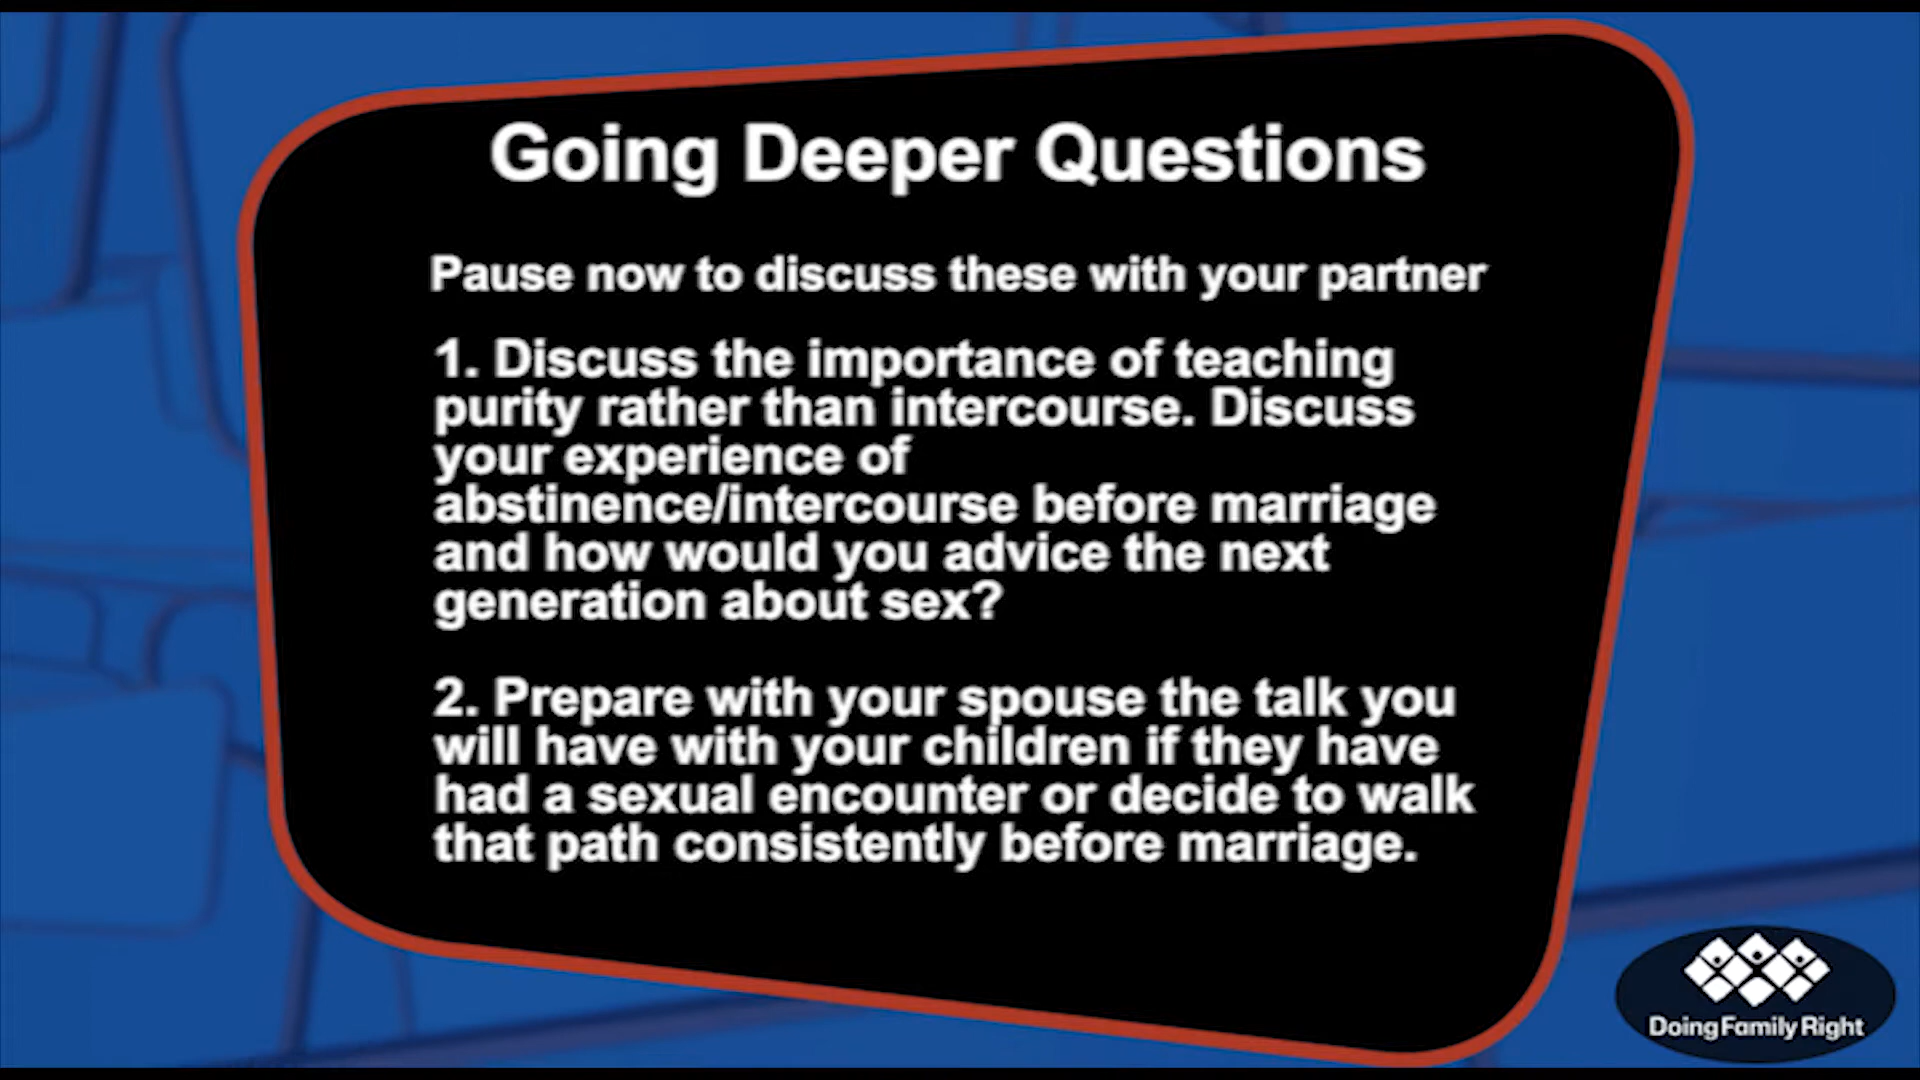 Going Deeper Questions
Pause now to discuss these with your partner
1. Discuss the importance of teaching
purity rather than intercourse. Discuss
your experience of
abstinence/intercourse before marriage
and how would you advice the next
generation about sex?
2. Prepare with your spouse the talk you
will have with your children if they have
had a sexual encounter or decide to walk
that path consistently before marriage.
Doing Family Right